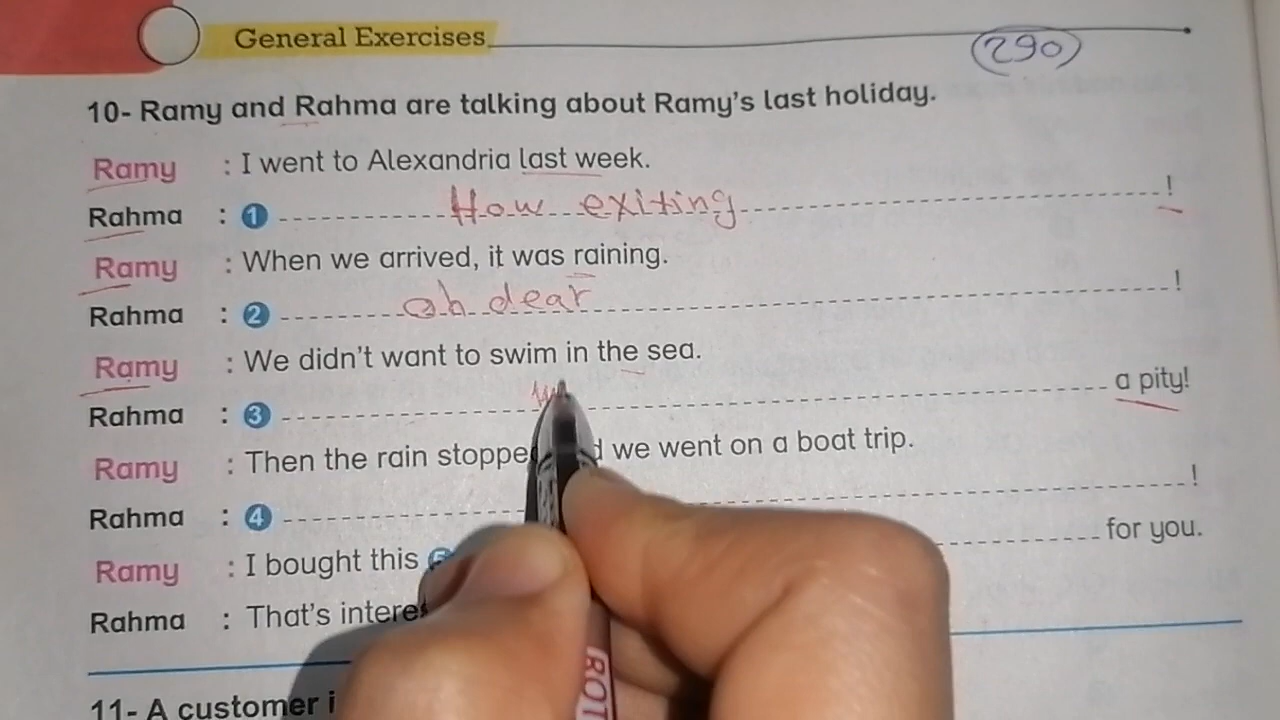 General Exercises
290
10- Ramy and Rahma are talking about Ramy's last holiday.
Ramy : I went to Alexandria last week.
Rahma : 1 How exiting !
Ramy : When we arrived, it was raining.
Rahma : 2 oh dear !
Ramy : We didn't want to swim in the sea.
Rahma : 3 a pity!
Ramy : Then the rain stopped we went on a boat trip.
Rahma : 4 !
Ramy : I bought this 5 for you.
Rahma : That's
11- A customer
ROT